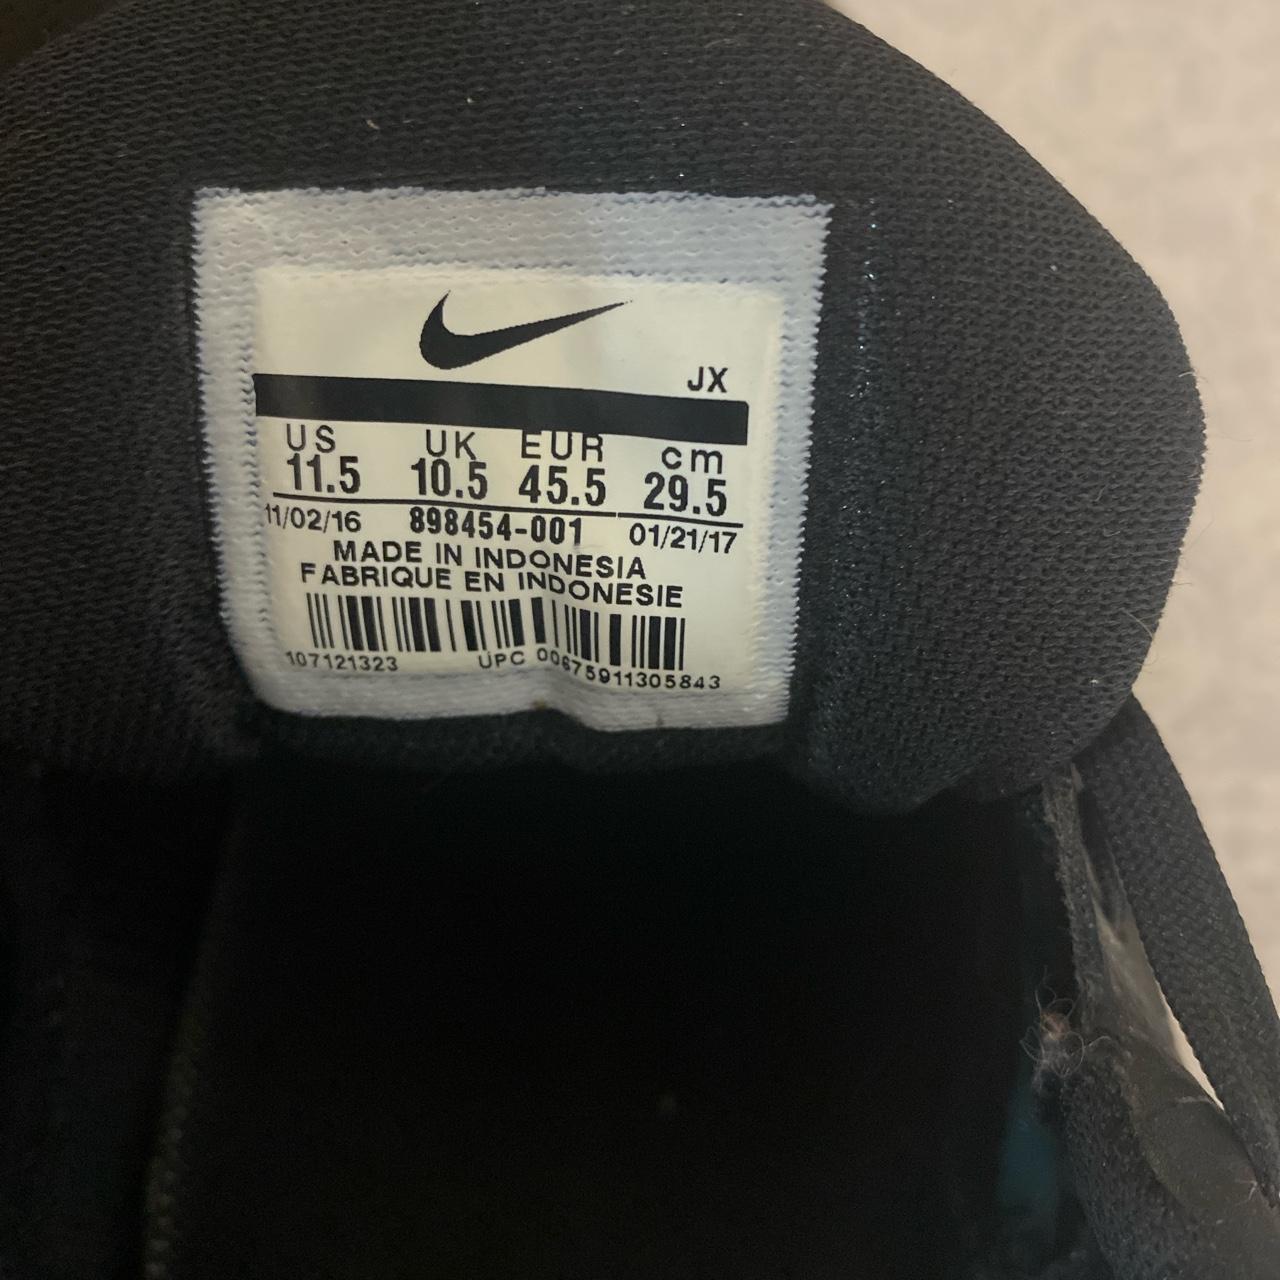 JX
US UK EUR cm
11.5 10.5 45.5 29.5
11/02/16 898454-001 01/21/17
MADE IN INDONESIA
FABRIQUE EN INDONESIE
107121323 UPC 00675911305843